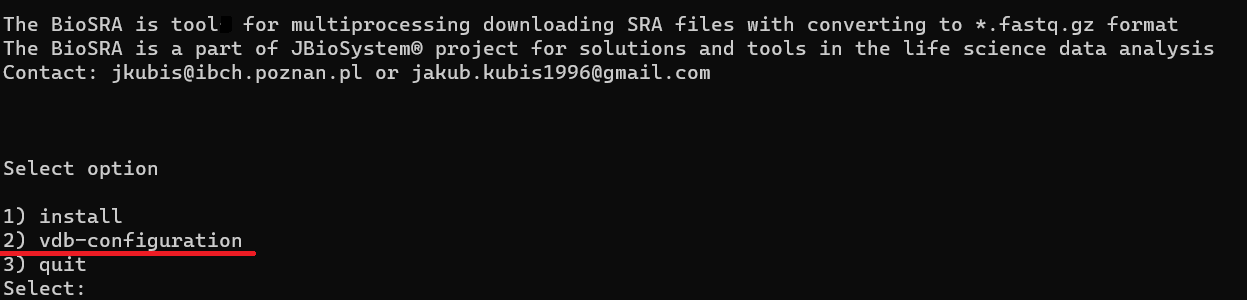 The BioSRA is tool for multiprocessing downloading SRA files with converting to *.fastq.gz format
The BioSRA is a part of JBioSystem® project for solutions and tools in the life science data analysis
Contact: jkubis@ibch.poznan.pl or jakub.kubis1996@gmail.com
Select option
1) install
2) vdb-configuration
3) quit
Select: